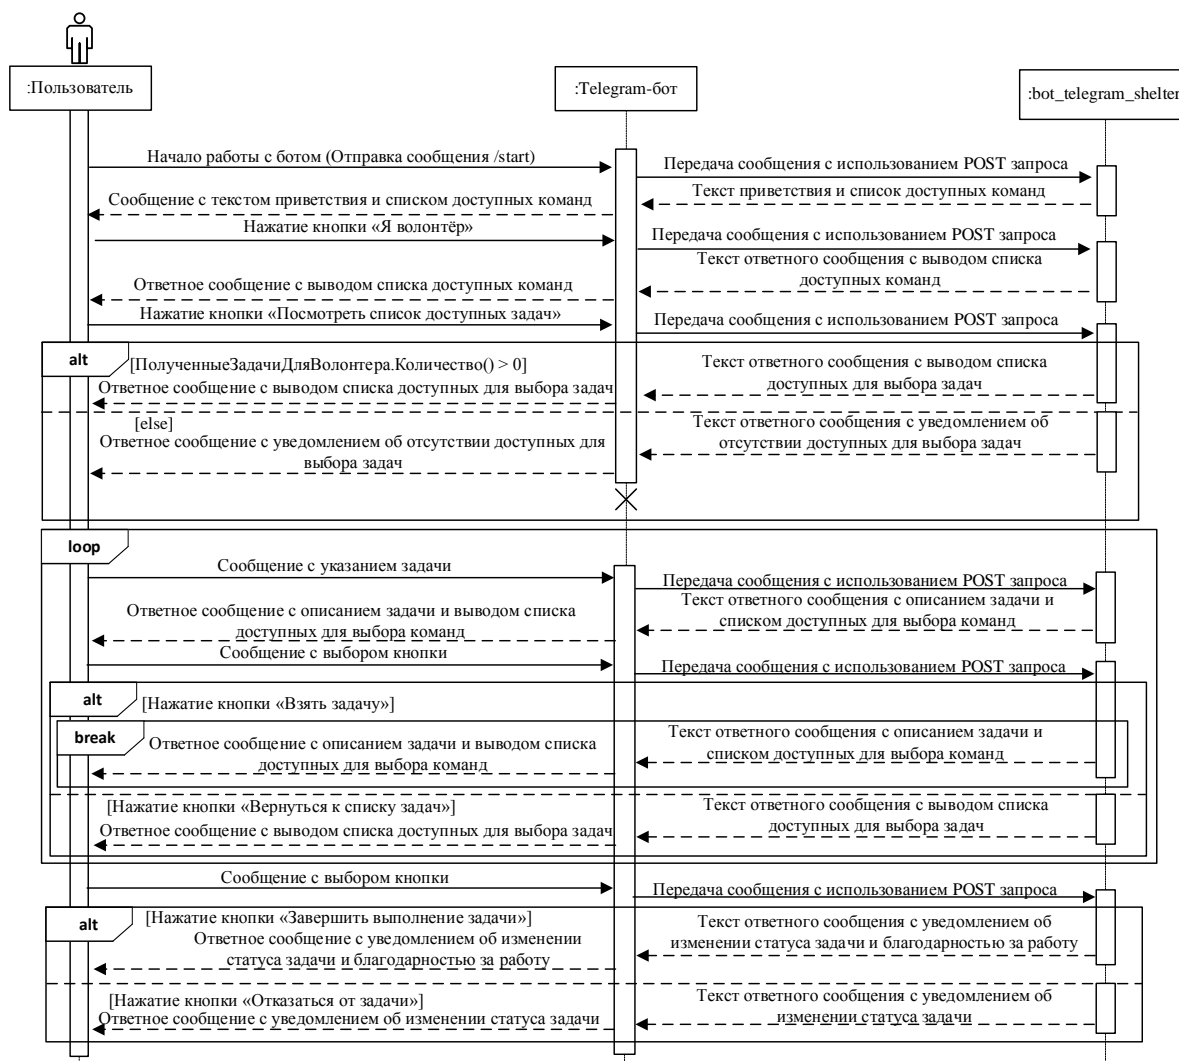 :Пользователь
:Telegram-бот
:bot_telegram_shelter
Начало работы с ботом (Отправка сообщения /start)
Передача сообщения с использованием POST запроса
Текст приветствия и список доступных команд
Сообщение с текстом приветствия и списком доступных команд
Нажатие кнопки «Я волонтёр»
Передача сообщения с использованием POST запроса
Текст ответного сообщения с выводом списка
доступных команд
Ответное сообщение с выводом списка доступных команд
Нажатие кнопки «Посмотреть список доступных задач»
Передача сообщения с использованием POST запроса
alt
[ПолученныеЗадачиДляВолонтера.Количество() > 0]
Текст ответного сообщения с выводом списка
доступных для выбора задач
Ответное сообщение с выводом списка доступных для выбора задач
[else]
Текст ответного сообщения с уведомлением об
отсутствии доступных для выбора задач
Ответное сообщение с уведомлением об отсутствии доступных для
выбора задач
loop
Сообщение с указанием задачи
Передача сообщения с использованием POST запроса
Текст ответного сообщения с описанием задачи и
списком доступных для выбора команд
Ответное сообщение с описанием задачи и выводом списка
доступных для выбора команд
Сообщение с выбором кнопки
Передача сообщения с использованием POST запроса
alt
[Нажатие кнопки «Взять задачу»]
break
Текст ответного сообщения с описанием задачи и
списком доступных для выбора команд
Ответное сообщение с описанием задачи и выводом списка
доступных для выбора команд
[Нажатие кнопки «Вернуться к списку задач»]
Текст ответного сообщения с выводом списка
доступных для выбора задач
Ответное сообщение с выводом списка доступных для выбора задач
Сообщение с выбором кнопки
Передача сообщения с использованием POST запроса
alt
[Нажатие кнопки «Завершить выполнение задачи»]
Текст ответного сообщения с уведомлением об
изменении статуса задачи и благодарностью за работу
Ответное сообщение с уведомлением об изменении
статуса задачи и благодарностью за работу
[Нажатие кнопки «Отказаться от задачи»]
Текст ответного сообщения с уведомлением об
изменении статуса задачи
Ответное сообщение с уведомлением об изменении статуса задачи